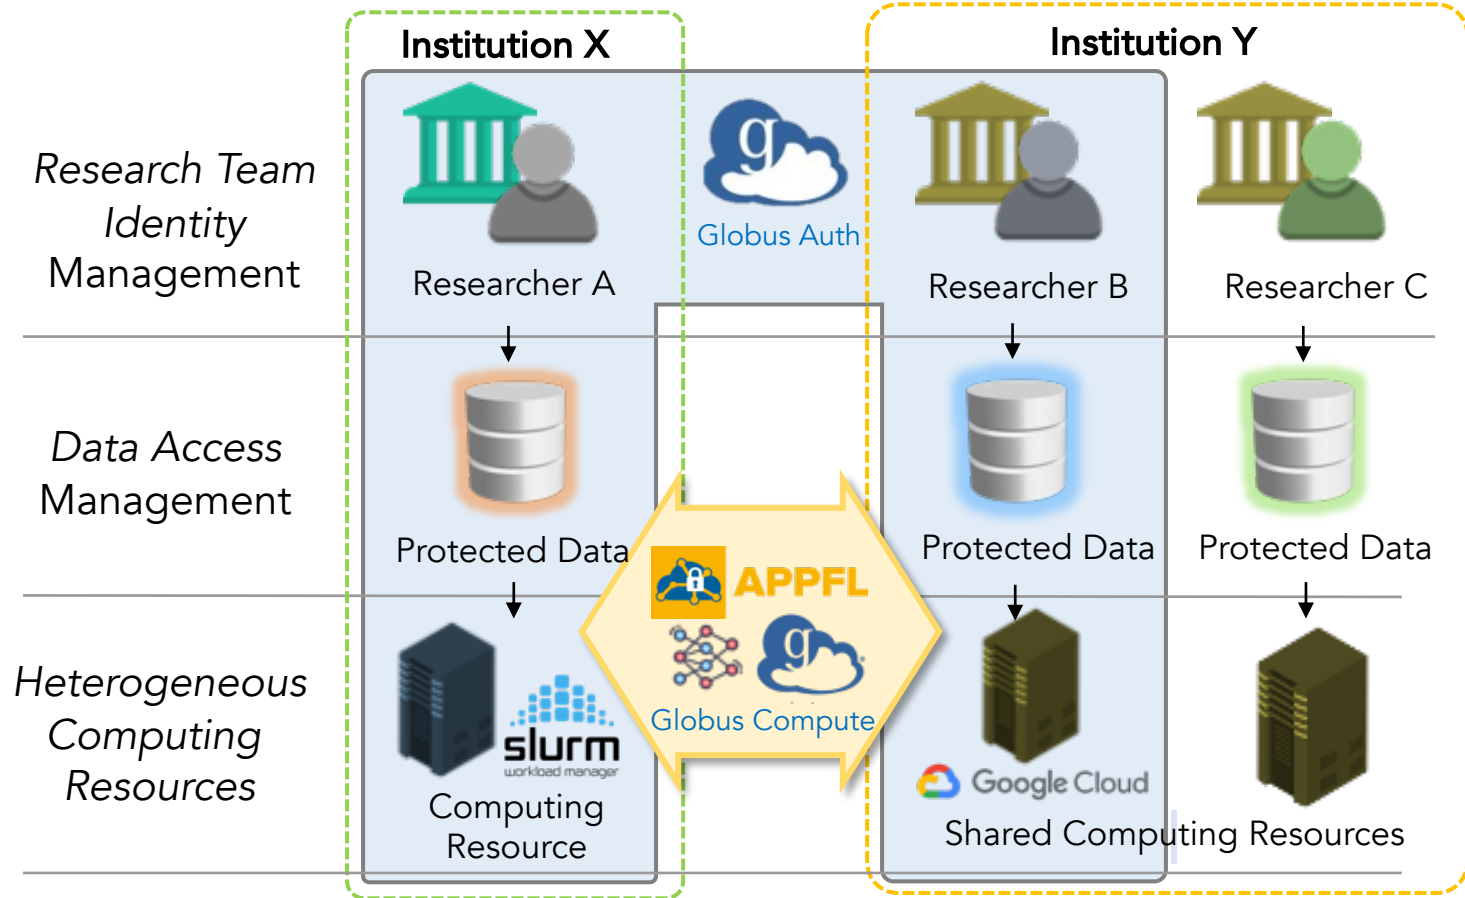 Institution X
Institution Y
Research Team
Identity
Management
g
Globus Auth
Researcher A
Researcher B
Researcher C
Data Access
Management
Protected Data
Protected Data
Protected Data
APPFL
g
Globus Compute
Heterogeneous
Computing
Resources
slurm
workload manager
Computing
Resource
Google Cloud
Shared Computing Resources